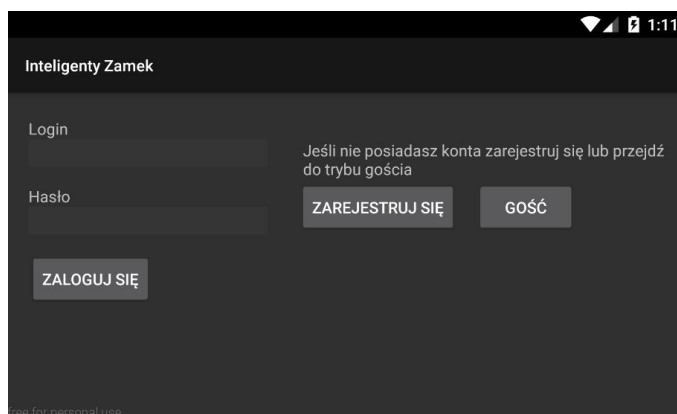 1:11
Inteligenty Zamek
Login
Hasło
ZALOGUJ SIĘ
Jeśli nie posiadasz konta zarejestruj się lub przejdź
do trybu gościa
ZAREJESTRUJ SIĘ
GOŚĆ
free for personal use